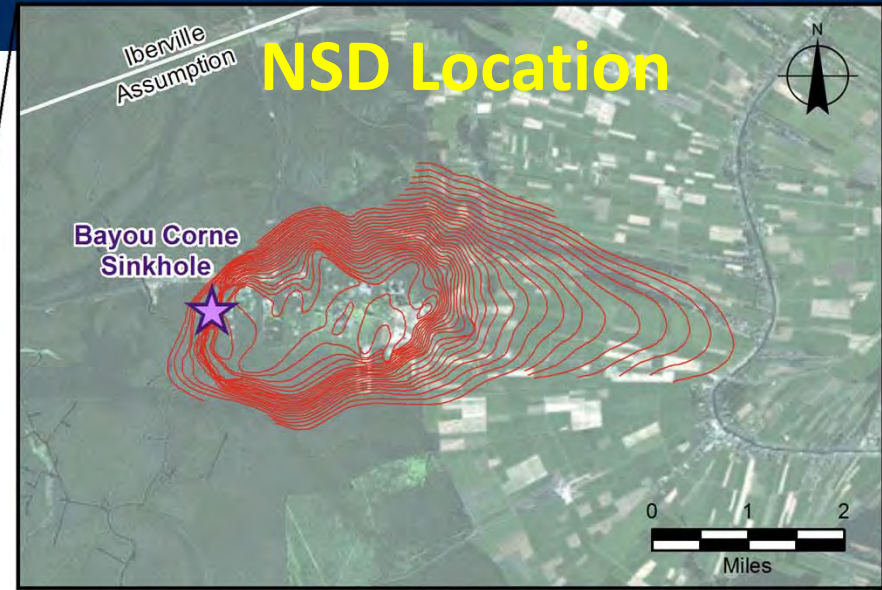 Iberville
Assumption
NSD Location
N
Bayou Corne
Sinkhole
0 1 2
Miles